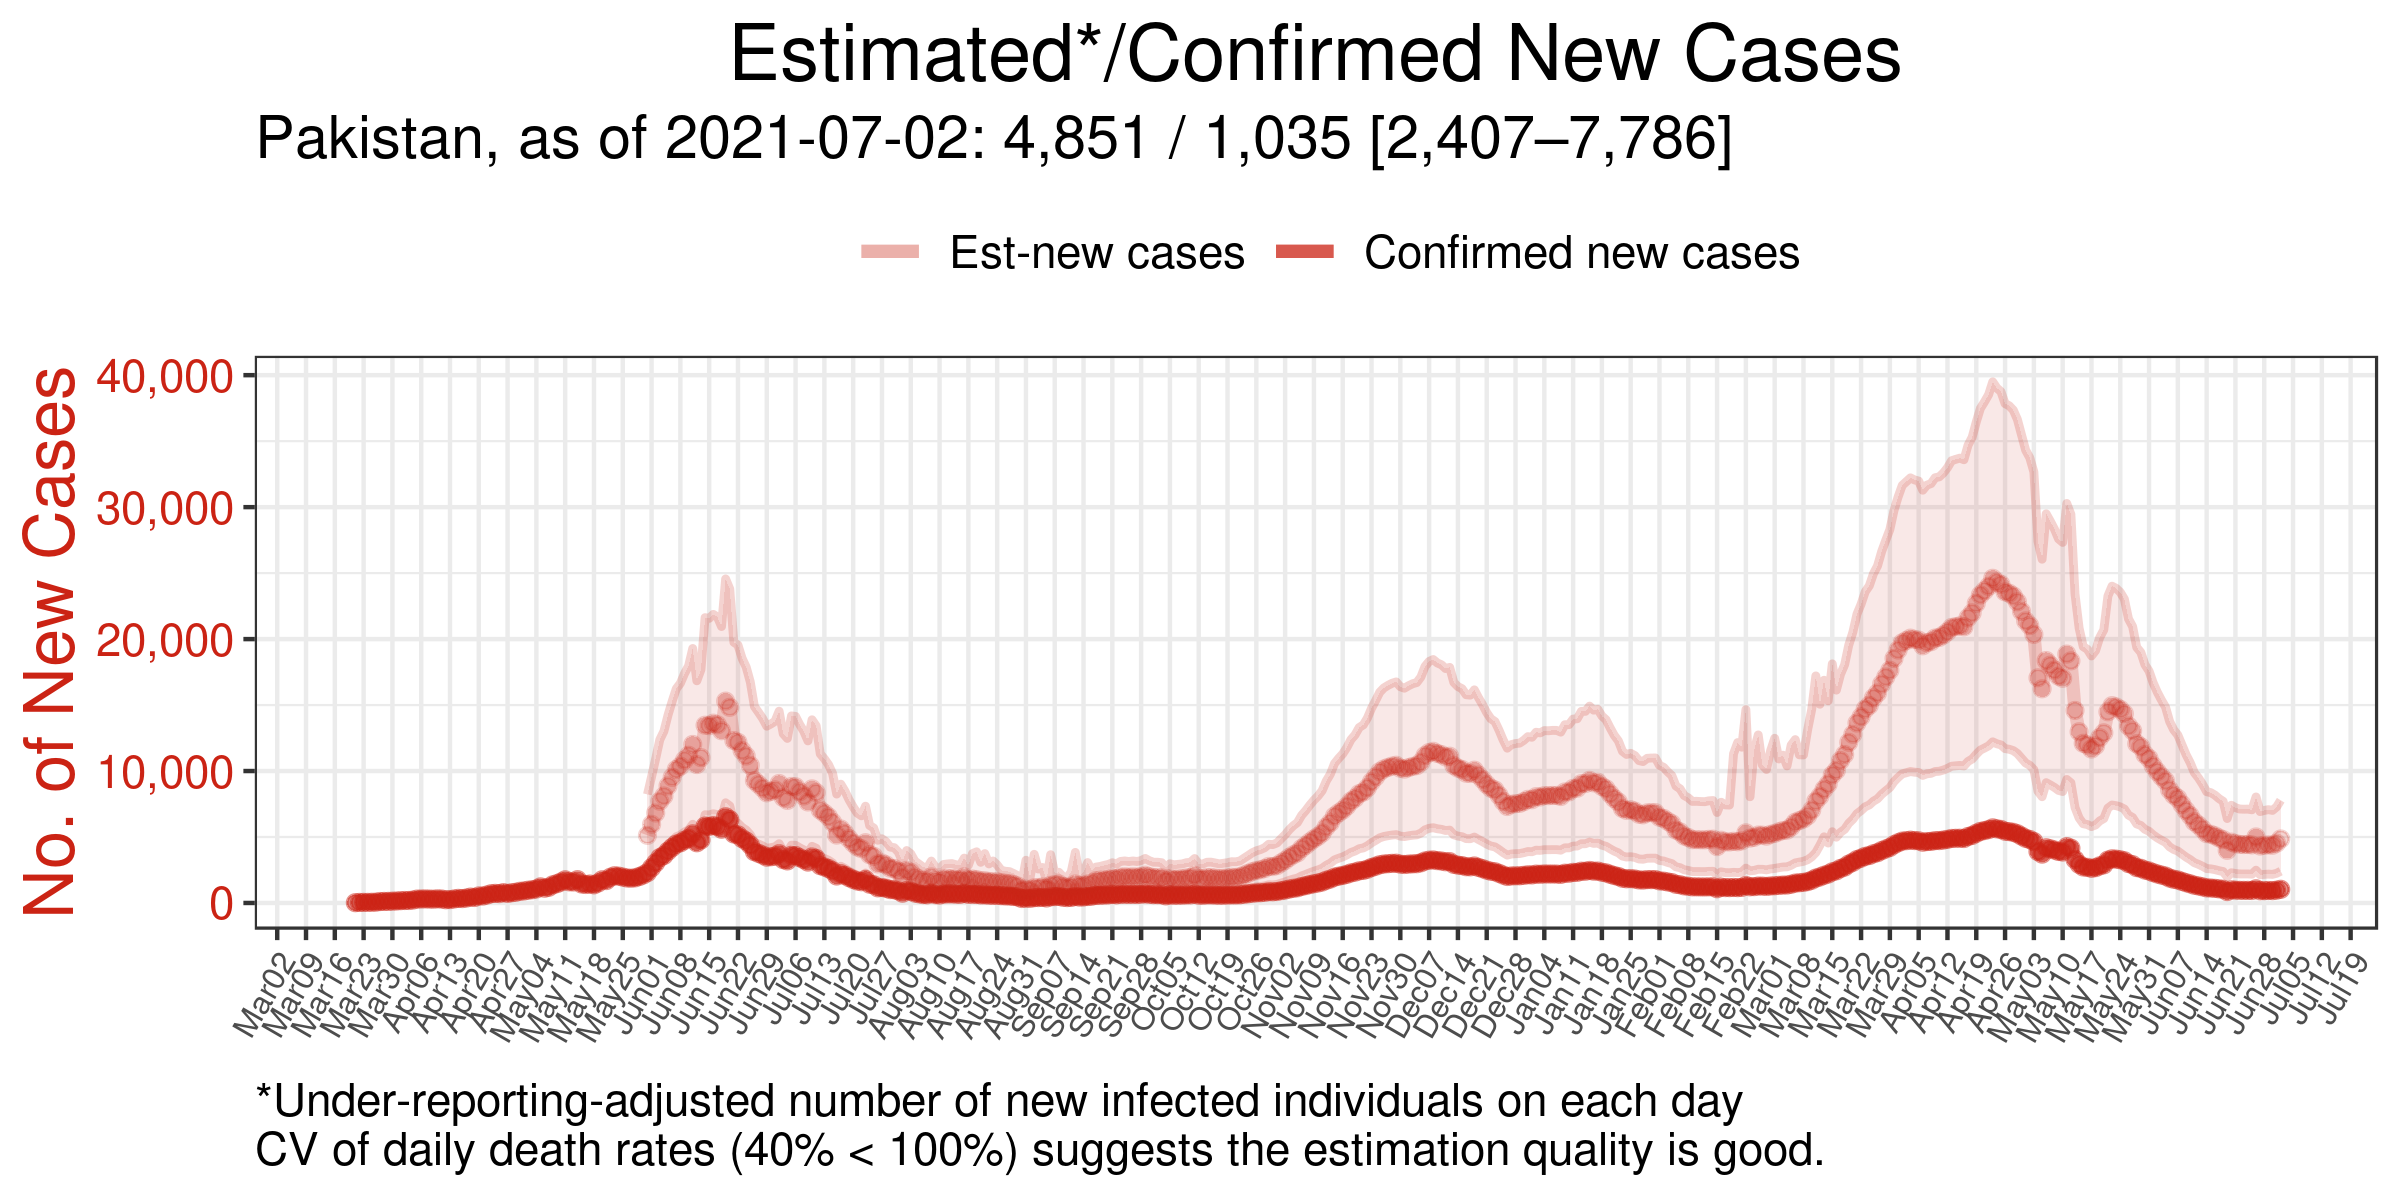 Estimated*/Confirmed New Cases
Pakistan, as of 2021-07-02: 4,851 / 1,035 [2,407–7,786]
Est-new cases
Confirmed new cases
No. of New Cases
40,000
30,000
20,000
10,000
0
Mar02
Mar09
Mar16
Mar23
Mar30
Apr06
Apr13
Apr20
Apr27
May04
May11
May18
May25
Jun01
Jun08
Jun15
Jun22
Jun29
Jul06
Jul13
Jul20
Jul27
Aug03
Aug10
Aug17
Aug24
Aug31
Sep07
Sep14
Sep21
Sep28
Oct05
Oct12
Oct19
Oct26
Nov02
Nov09
Nov16
Nov23
Nov30
Dec07
Dec14
Dec21
Dec28
Jan04
Jan11
Jan18
Jan25
Feb01
Feb08
Feb15
Feb22
Mar01
Mar08
Mar15
Mar22
Mar29
Apr05
Apr12
Apr19
Apr26
May03
May10
May17
May24
May31
Jun07
Jun14
Jun21
Jun28
Jul05
Jul12
Jul19
*Under-reporting-adjusted number of new infected individuals on each day
CV of daily death rates (40% < 100%) suggests the estimation quality is good.